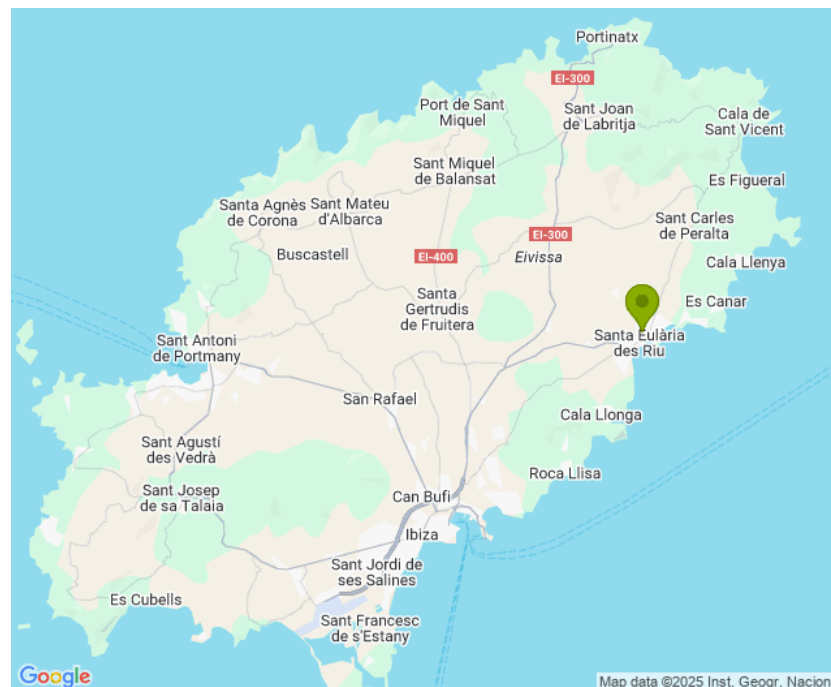 Portinatx
EI-300
Port de Sant
Miquel
Sant Joan
de Labritja
Cala de
Sant Vicent
Sant Miquel
de Balansat
Es Figueral
Santa Agnès
de Corona
Sant Mateu
d'Albarca
Sant Carles
de Peralta
EI-300
Buscastell
EI-400
Eivissa
Cala Llenya
Santa
Gertrudis
de Fruitera
Es Canar
Sant Antoni
de Portmany
Santa Eulària
des Riu
San Rafael
Cala Llonga
Sant Agustí
des Vedrà
Roca Llisa
Sant Josep
de sa Talaia
Can Bufi
Ibiza
Sant Jordi de
ses Salines
Es Cubells
Sant Francesc
de s'Estany
Google
Map data ©2025 Inst. Geogr. Nacion